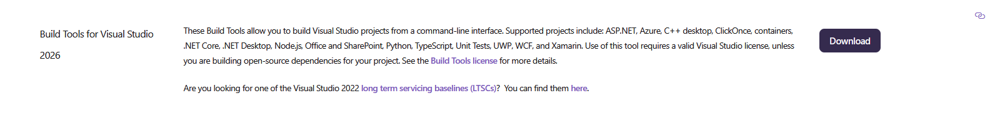 Build Tools for Visual Studio
2026
These Build Tools allow you to build Visual Studio projects from a command-line interface. Supported projects include: ASP.NET, Azure, C++ desktop, ClickOnce, containers,
.NET Core, .NET Desktop, Node.js, Office and SharePoint, Python, TypeScript, Unit Tests, UWP, WCF, and Xamarin. Use of this tool requires a valid Visual Studio license, unless
you are building open-source dependencies for your project. See the Build Tools license for more details.
Are you looking for one of the Visual Studio 2022 long term servicing baselines (LTSCs)?  You can find them here.
Download